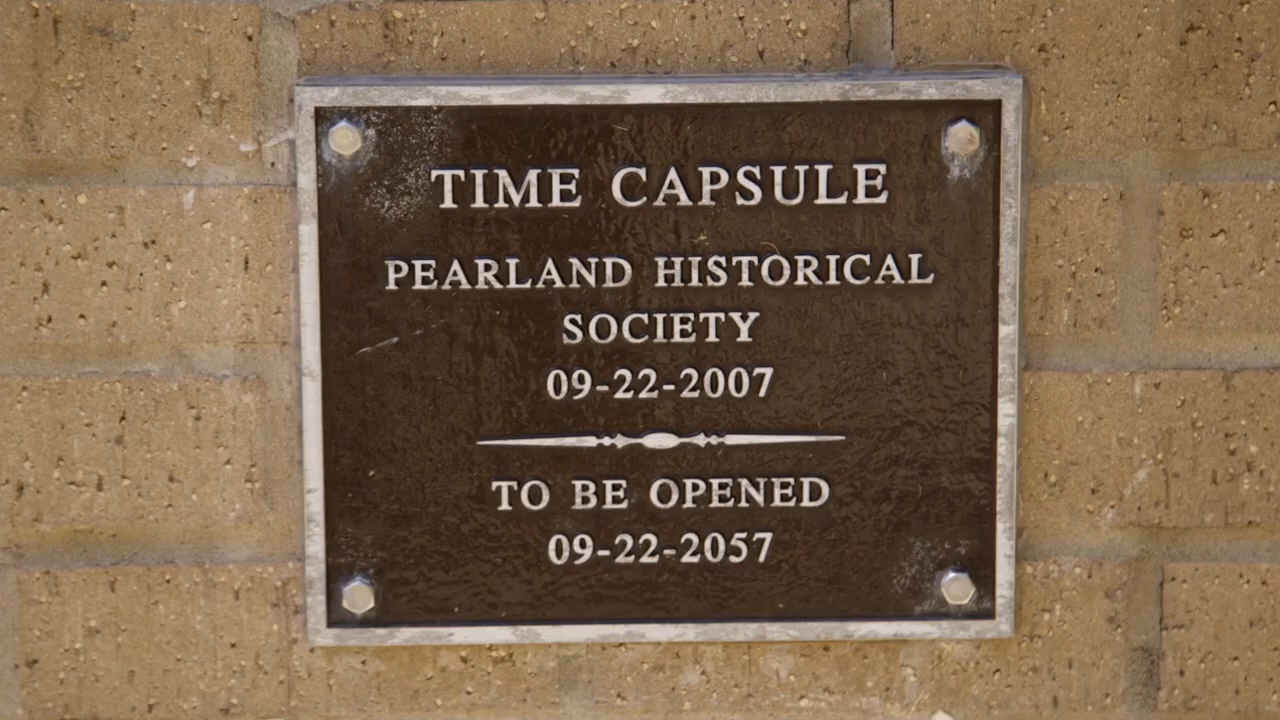 TIME CAPSULE
PEARLAND HISTORICAL
SOCIETY
09-22-2007
TO BE OPENED
09-22-2057